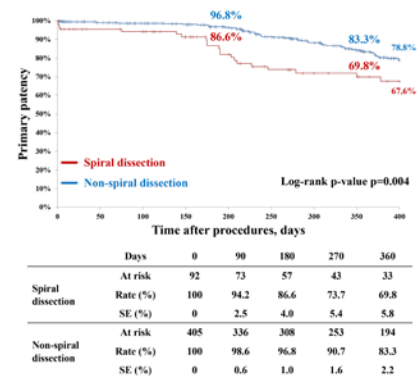 96.8%
86.6%
83.3%
78.8%
69.8%
67.6%
Primary patency
100%
90%
80%
70%
60%
50%
40%
30%
20%
10%
0%
Spiral dissection
Non-spiral dissection
Log-rank p-value p=0.004
0 50 100 150 200 250 300 350 400
Time after procedures, days
Days 0 90 180 270 360
Spiral dissection
At risk 92 73 57 43 33
Rate (%) 100 94.2 86.6 73.7 69.8
SE (%) 0 2.5 4.0 5.4 5.8
Non-spiral dissection
At risk 405 336 308 253 194
Rate (%) 100 98.6 96.8 90.7 83.3
SE (%) 0 0.6 1.0 1.6 2.2